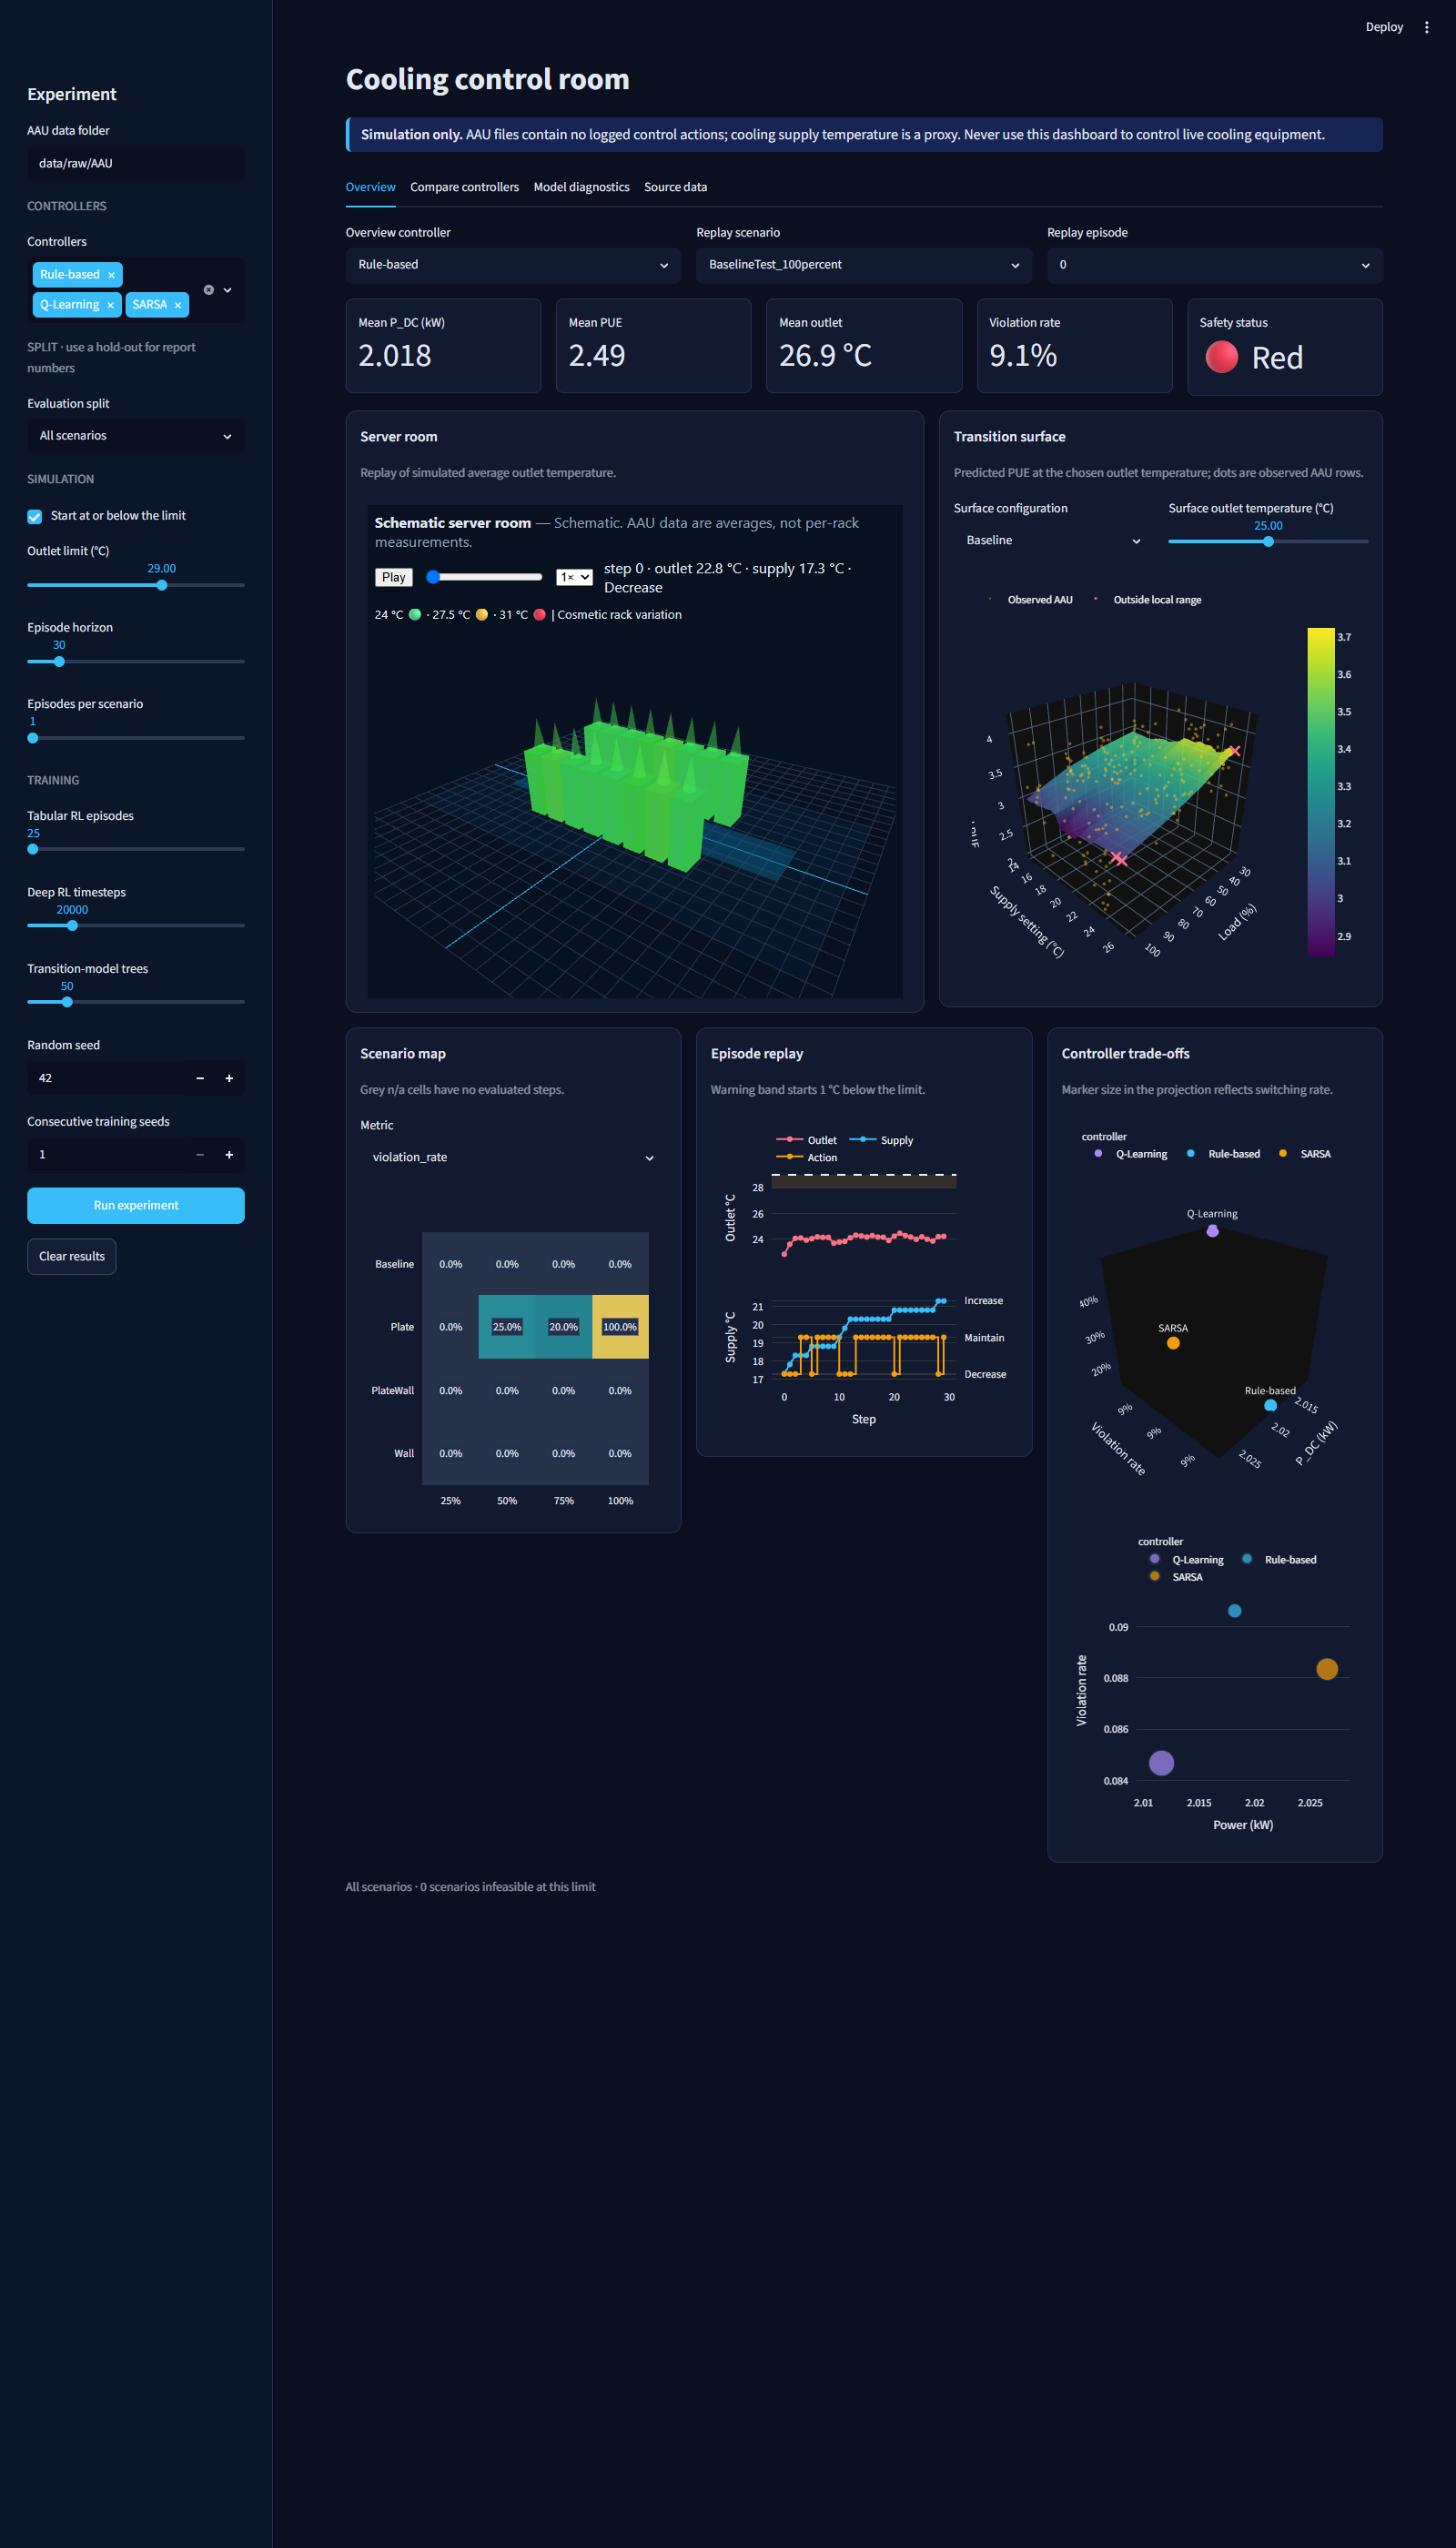 Deploy
Experiment
AAU data folder
data/raw/AAU
CONTROLLERS
Controllers
Rule-based ×
Q-Learning × SARSA ×
SPLIT · use a hold-out for report
numbers
Evaluation split
All scenarios
SIMULATION
Start at or below the limit
Outlet limit (°C)
29.00
Episode horizon
30
Episodes per scenario
1
TRAINING
Tabular RL episodes
25
Deep RL timesteps
20000
Transition-model trees
50
Random seed
42
Consecutive training seeds
1
Run experiment
Clear results
Cooling control room
Simulation only. AAU files contain no logged control actions; cooling supply temperature is a proxy. Never use this dashboard to control live cooling equipment.
Overview Compare controllers Model diagnostics Source data
Overview controller
Rule-based
Replay scenario
BaselineTest_100percent
Replay episode
0
Mean P_DC (kW)
2.018
Mean PUE
2.49
Mean outlet
26.9 °C
Violation rate
9.1%
Safety status
Red
Server room
Replay of simulated average outlet temperature.
Schematic server room — Schematic. AAU data are averages, not per-rack
measurements.
Play
1×
step 0 · outlet 22.8 °C · supply 17.3 °C ·
Decrease
24 °C · 27.5 °C · 31 °C | Cosmetic rack variation
Transition surface
Predicted PUE at the chosen outlet temperature; dots are observed AAU rows.
Surface configuration
Baseline
Surface outlet temperature (°C)
25.00
Observed AAU Outside local range
3.7
3.6
3.5
3.4
3.3
3.2
3.1
3
2.9
4
3.5
3
2.5
2
14
16
18
20
22
24
26
Supply setting (°C)
30
40
50
60
70
80
90
100
Load (%)
Scenario map
Grey n/a cells have no evaluated steps.
Metric
violation_rate
Baseline 0.0% 0.0% 0.0% 0.0%
Plate 0.0% 25.0% 20.0% 100.0%
PlateWall 0.0% 0.0% 0.0% 0.0%
Wall 0.0% 0.0% 0.0% 0.0%
25% 50% 75% 100%
Episode replay
Warning band starts 1 °C below the limit.
Outlet Supply
Action
Outlet °C
28
26
24
Supply °C
21
20
19
18
17
Increase
Maintain
Decrease
0 10 20 30
Step
Controller trade-offs
Marker size in the projection reflects switching rate.
controller
Q-Learning Rule-based SARSA
Q-Learning
SARSA
Rule-based
40%
30%
20%
9%
9%
9%
Violation rate
2.015
2.02
2.025
P_DC (kW)
controller
Q-Learning Rule-based
SARSA
Violation rate
0.09
0.088
0.086
0.084
2.01 2.015 2.02 2.025
Power (kW)
All scenarios · 0 scenarios infeasible at this limit